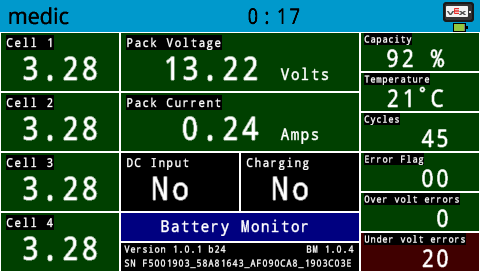 medic
0:17
VEX
Cell 1
3.28
Cell 2
3.28
Cell 3
3.28
Cell 4
3.28
Pack Voltage
13.22 Volts
Pack Current
0.24 Amps
DC Input
No
Charging
No
Battery Monitor
Version 1.0.1 b24
BM 1.0.4
SN F5001903_58A81643_AF090CA8_1903C03E
Capacity
92 %
Temperature
21°C
Cycles
45
Error Flag
00
Over volt errors
0
Under volt errors
20